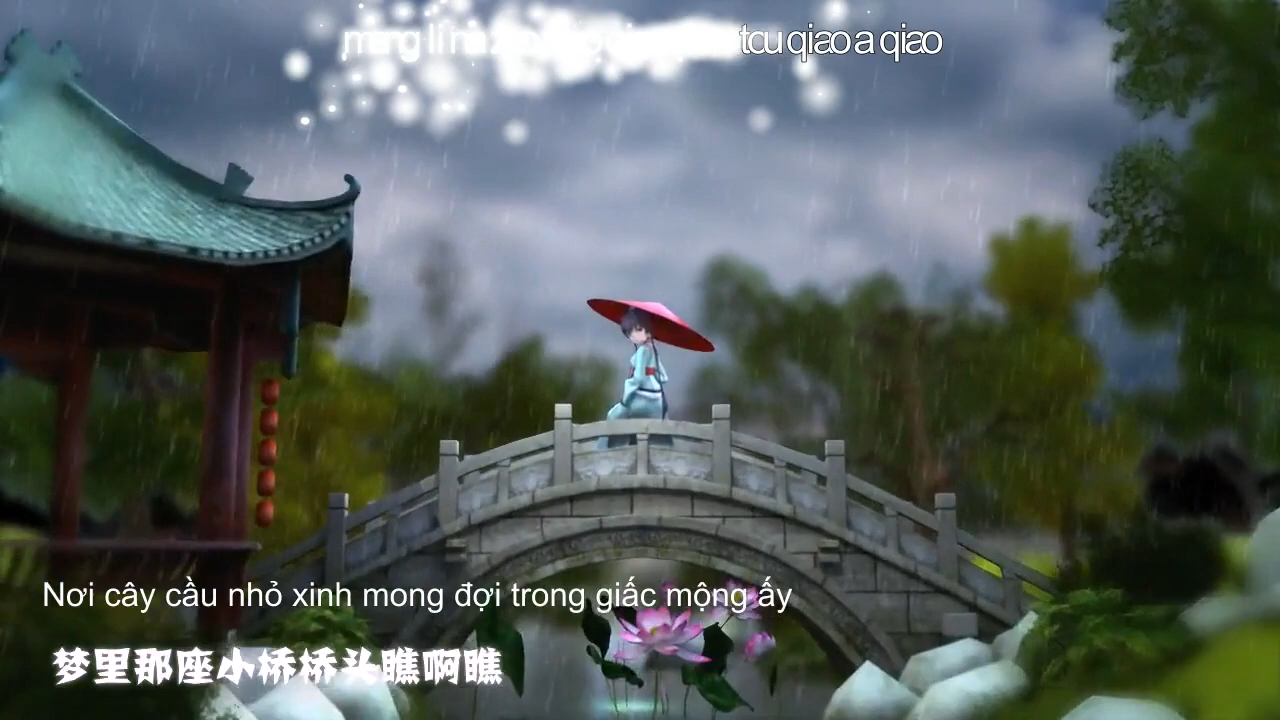 tou qiao a qiao
Nơi cây cầu nhỏ xinh mong đợi trong giấc mộng ấy
梦里那座小桥桥头瞧啊瞧